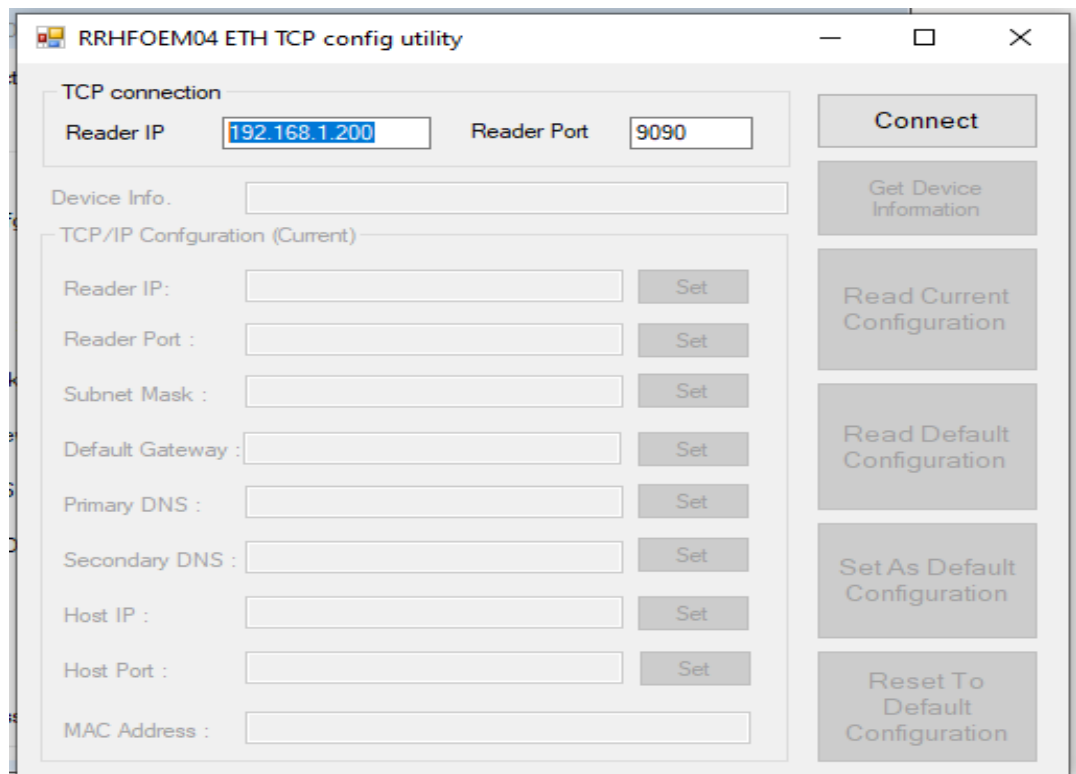 RRHFOEM04 ETH TCP config utility
TCP connection
Reader IP 192.168.1.200 Reader Port 9090
Connect
Device Info.
Get Device
Information
TCP/IP Confguration (Current)
Reader IP: Set
Reader Port : Set
Subnet Mask : Set
Default Gateway : Set
Primary DNS : Set
Secondary DNS : Set
Host IP : Set
Host Port : Set
MAC Address :
Read Current
Configuration
Read Default
Configuration
Set As Default
Configuration
Reset To
Default
Configuration